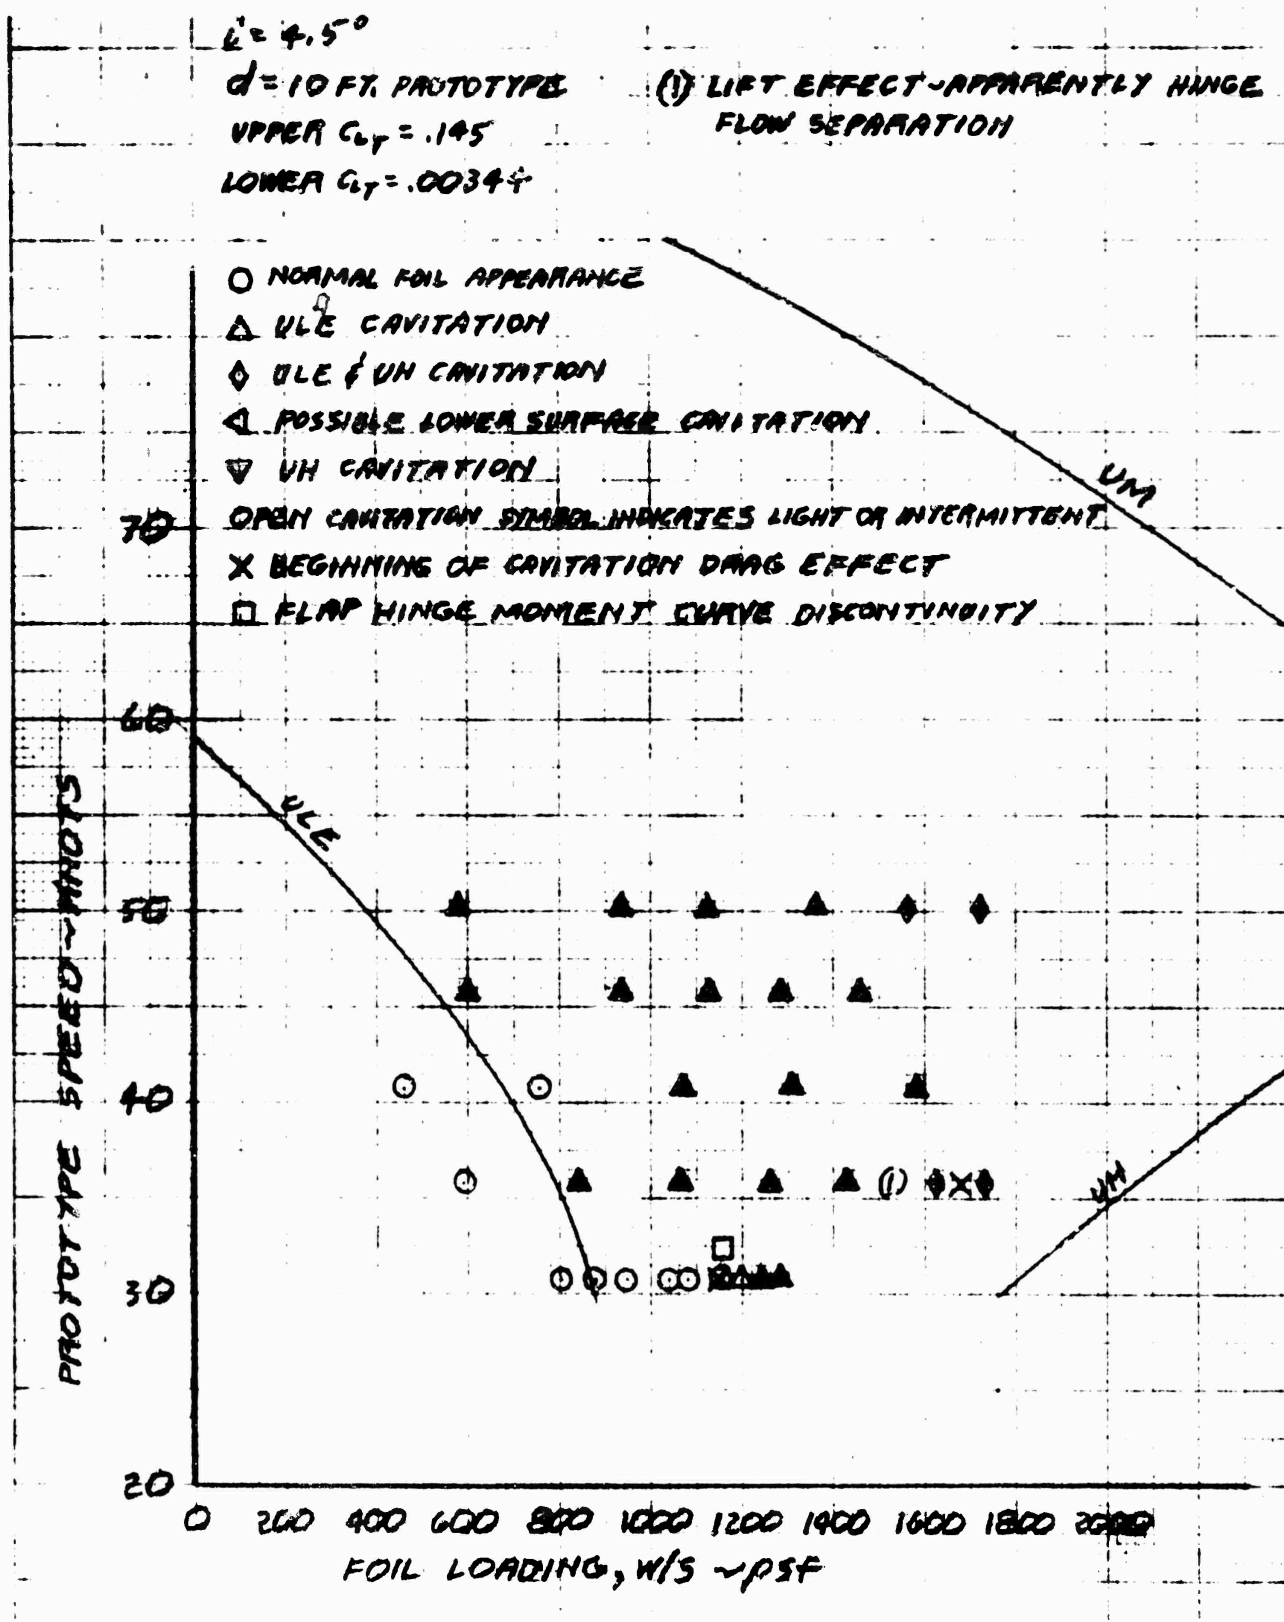 i = 4.5°
d = 10 FT. PROTOTYPE
UPPER CLT = .145
LOWER CLT = .0034
(1) LIFT EFFECT~APPARENTLY HINGE
FLOW SEPARATION
NORMAL FOIL APPEARANCE
ULE CAVITATION
ULE & UH CAVITATION
POSSIBLE LOWER SURFACE CAVITATION
UH CAVITATION
OPEN CAVITATION SYMBOL INDICATES LIGHT OR INTERMITTENT
X BEGINNING OF CAVITATION DRAG EFFECT
FLAP HINGE MOMENT CURVE DISCONTINUITY
UM
ULE
UH
(1)
70
60
50
40
30
20
PROTOTYPE SPEED~KNOTS
0 200 400 600 800 1000 1200 1400 1600 1800 2000
FOIL LOADING, W/S ~psf